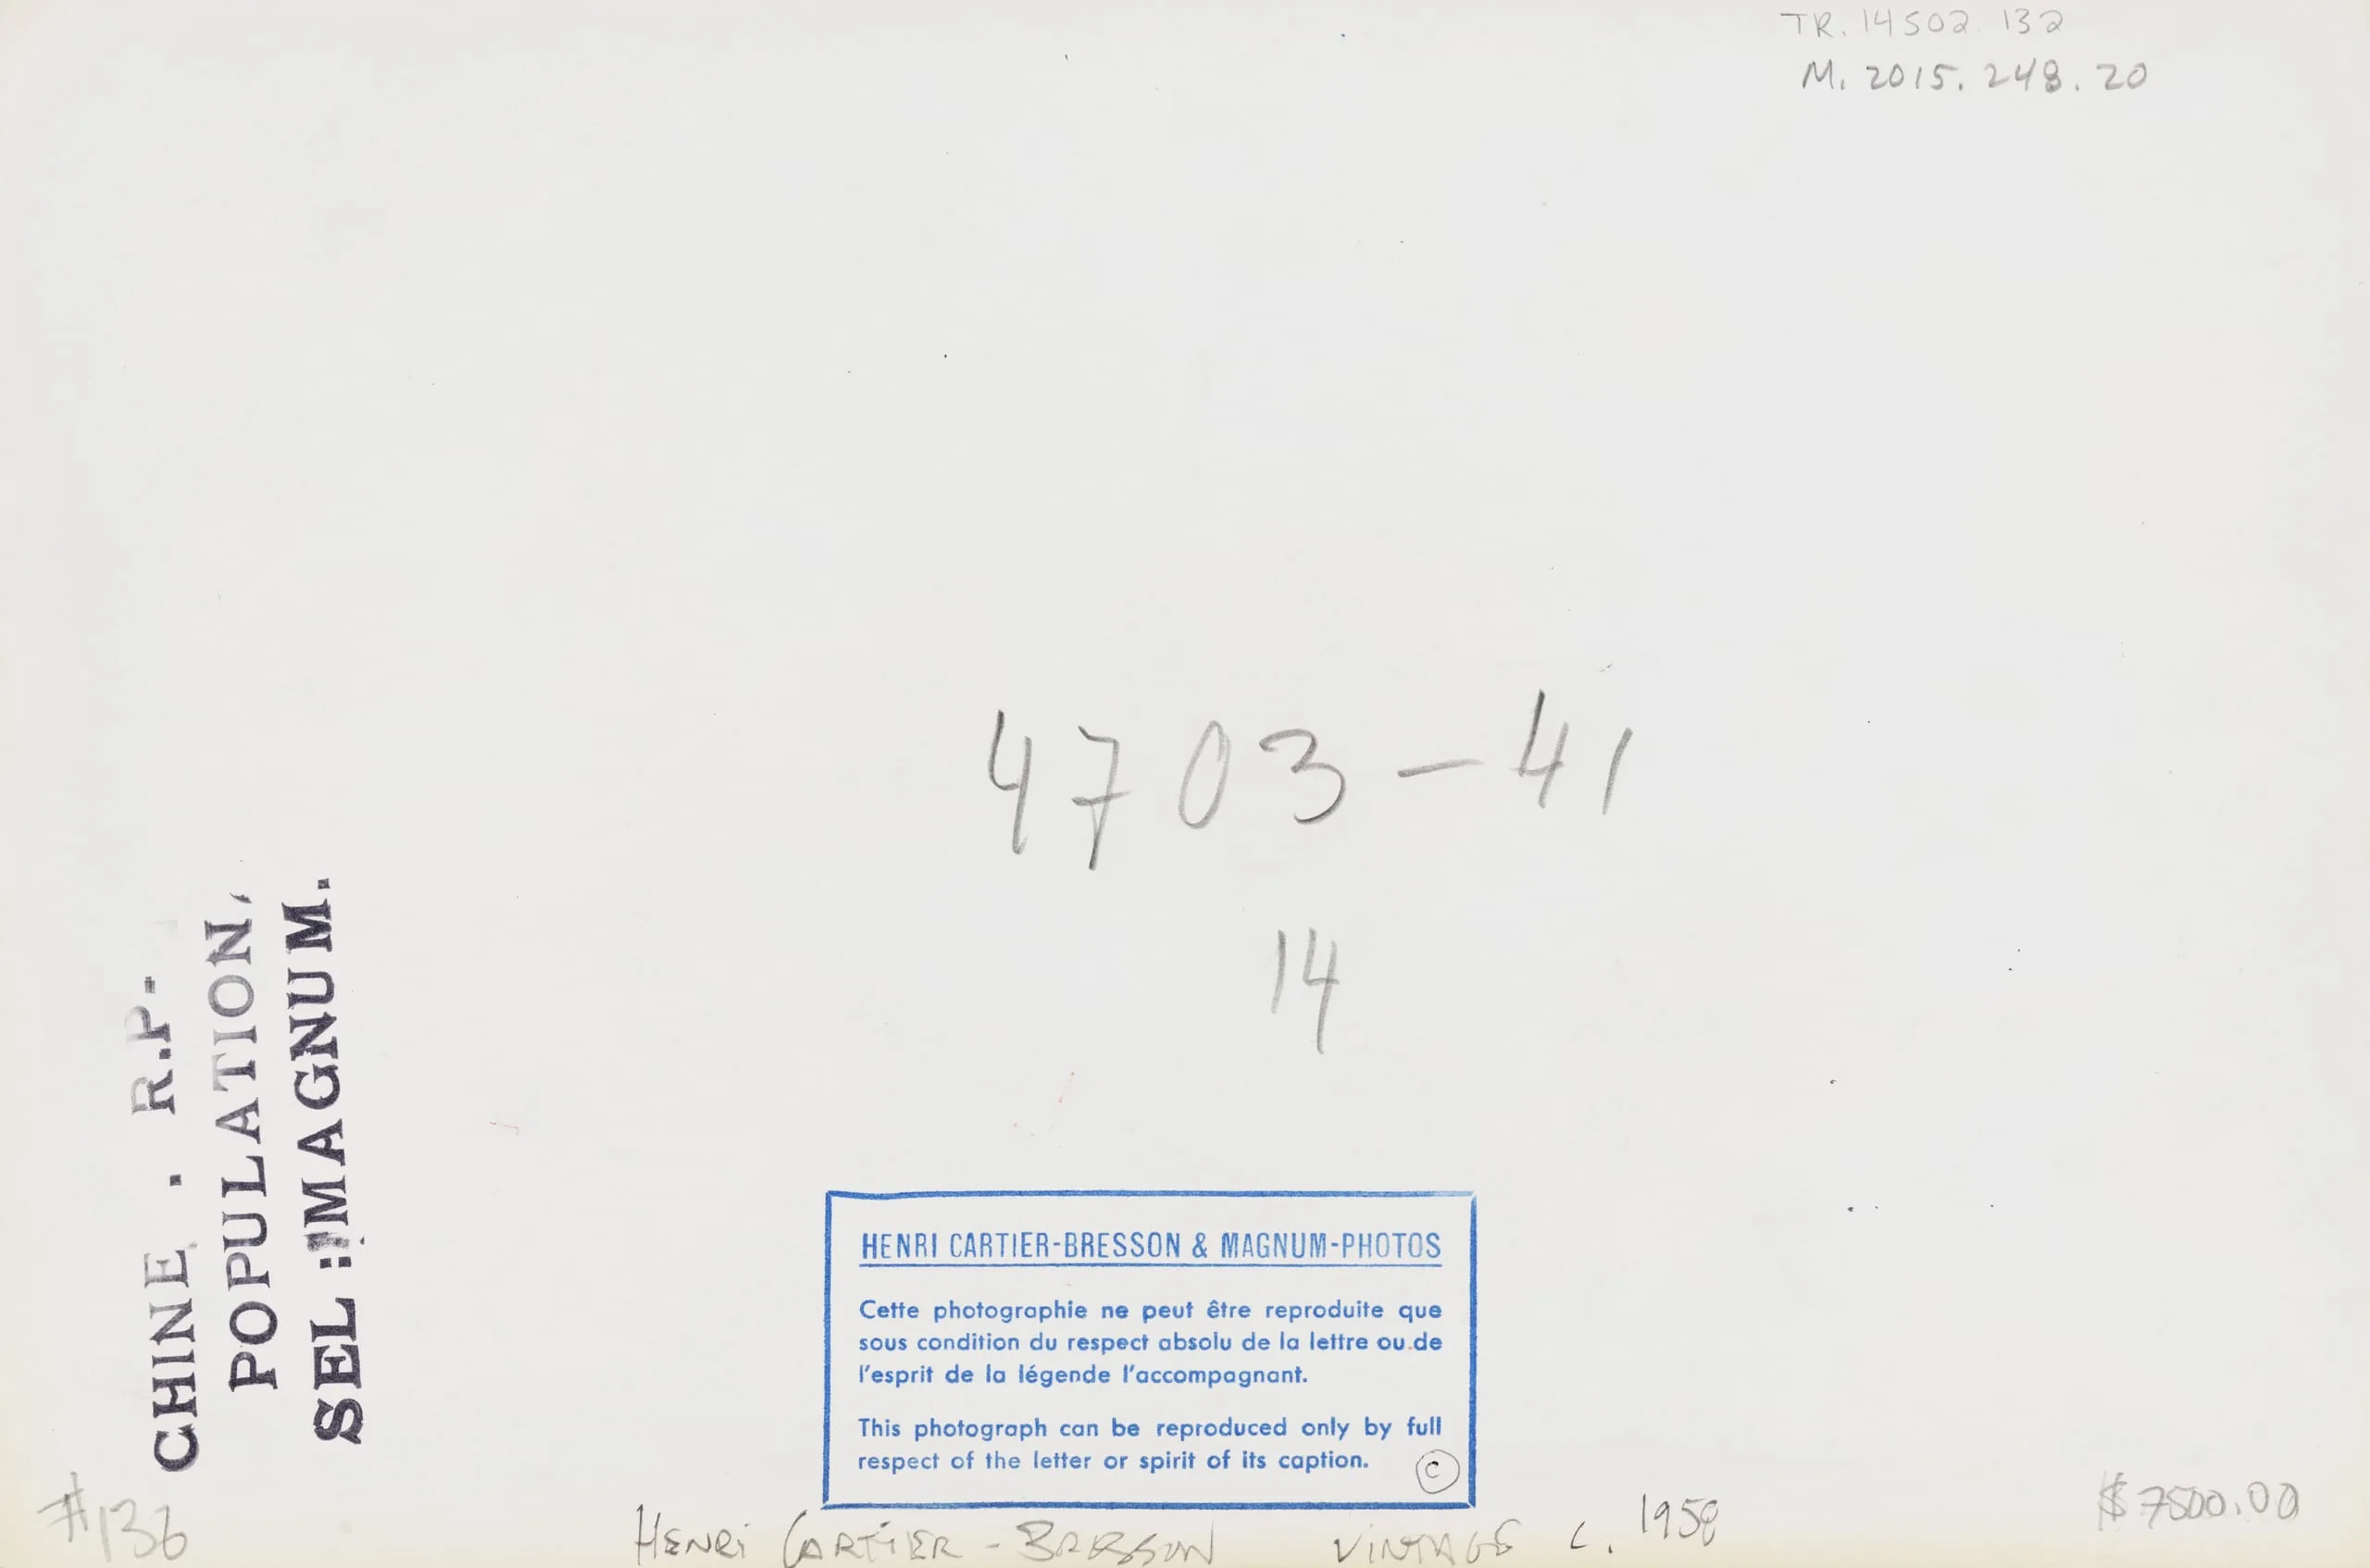 TR. 14502. 132
M. 2015. 248. 20
4703-41
14
CHINE . R.P-
POPULATION,
SEL : MAGNUM.
HENRI CARTIER-BRESSON & MAGNUM-PHOTOS
Cette photographie ne peut être reproduite que
sous condition du respect absolu de la lettre ou de
l'esprit de la légende l'accompagnant.
This photograph can be reproduced only by full
respect of the letter or spirit of its caption.
©
#136
HENRI CARTIER-BRESSON VINTAGE C. 1958
$7500.00